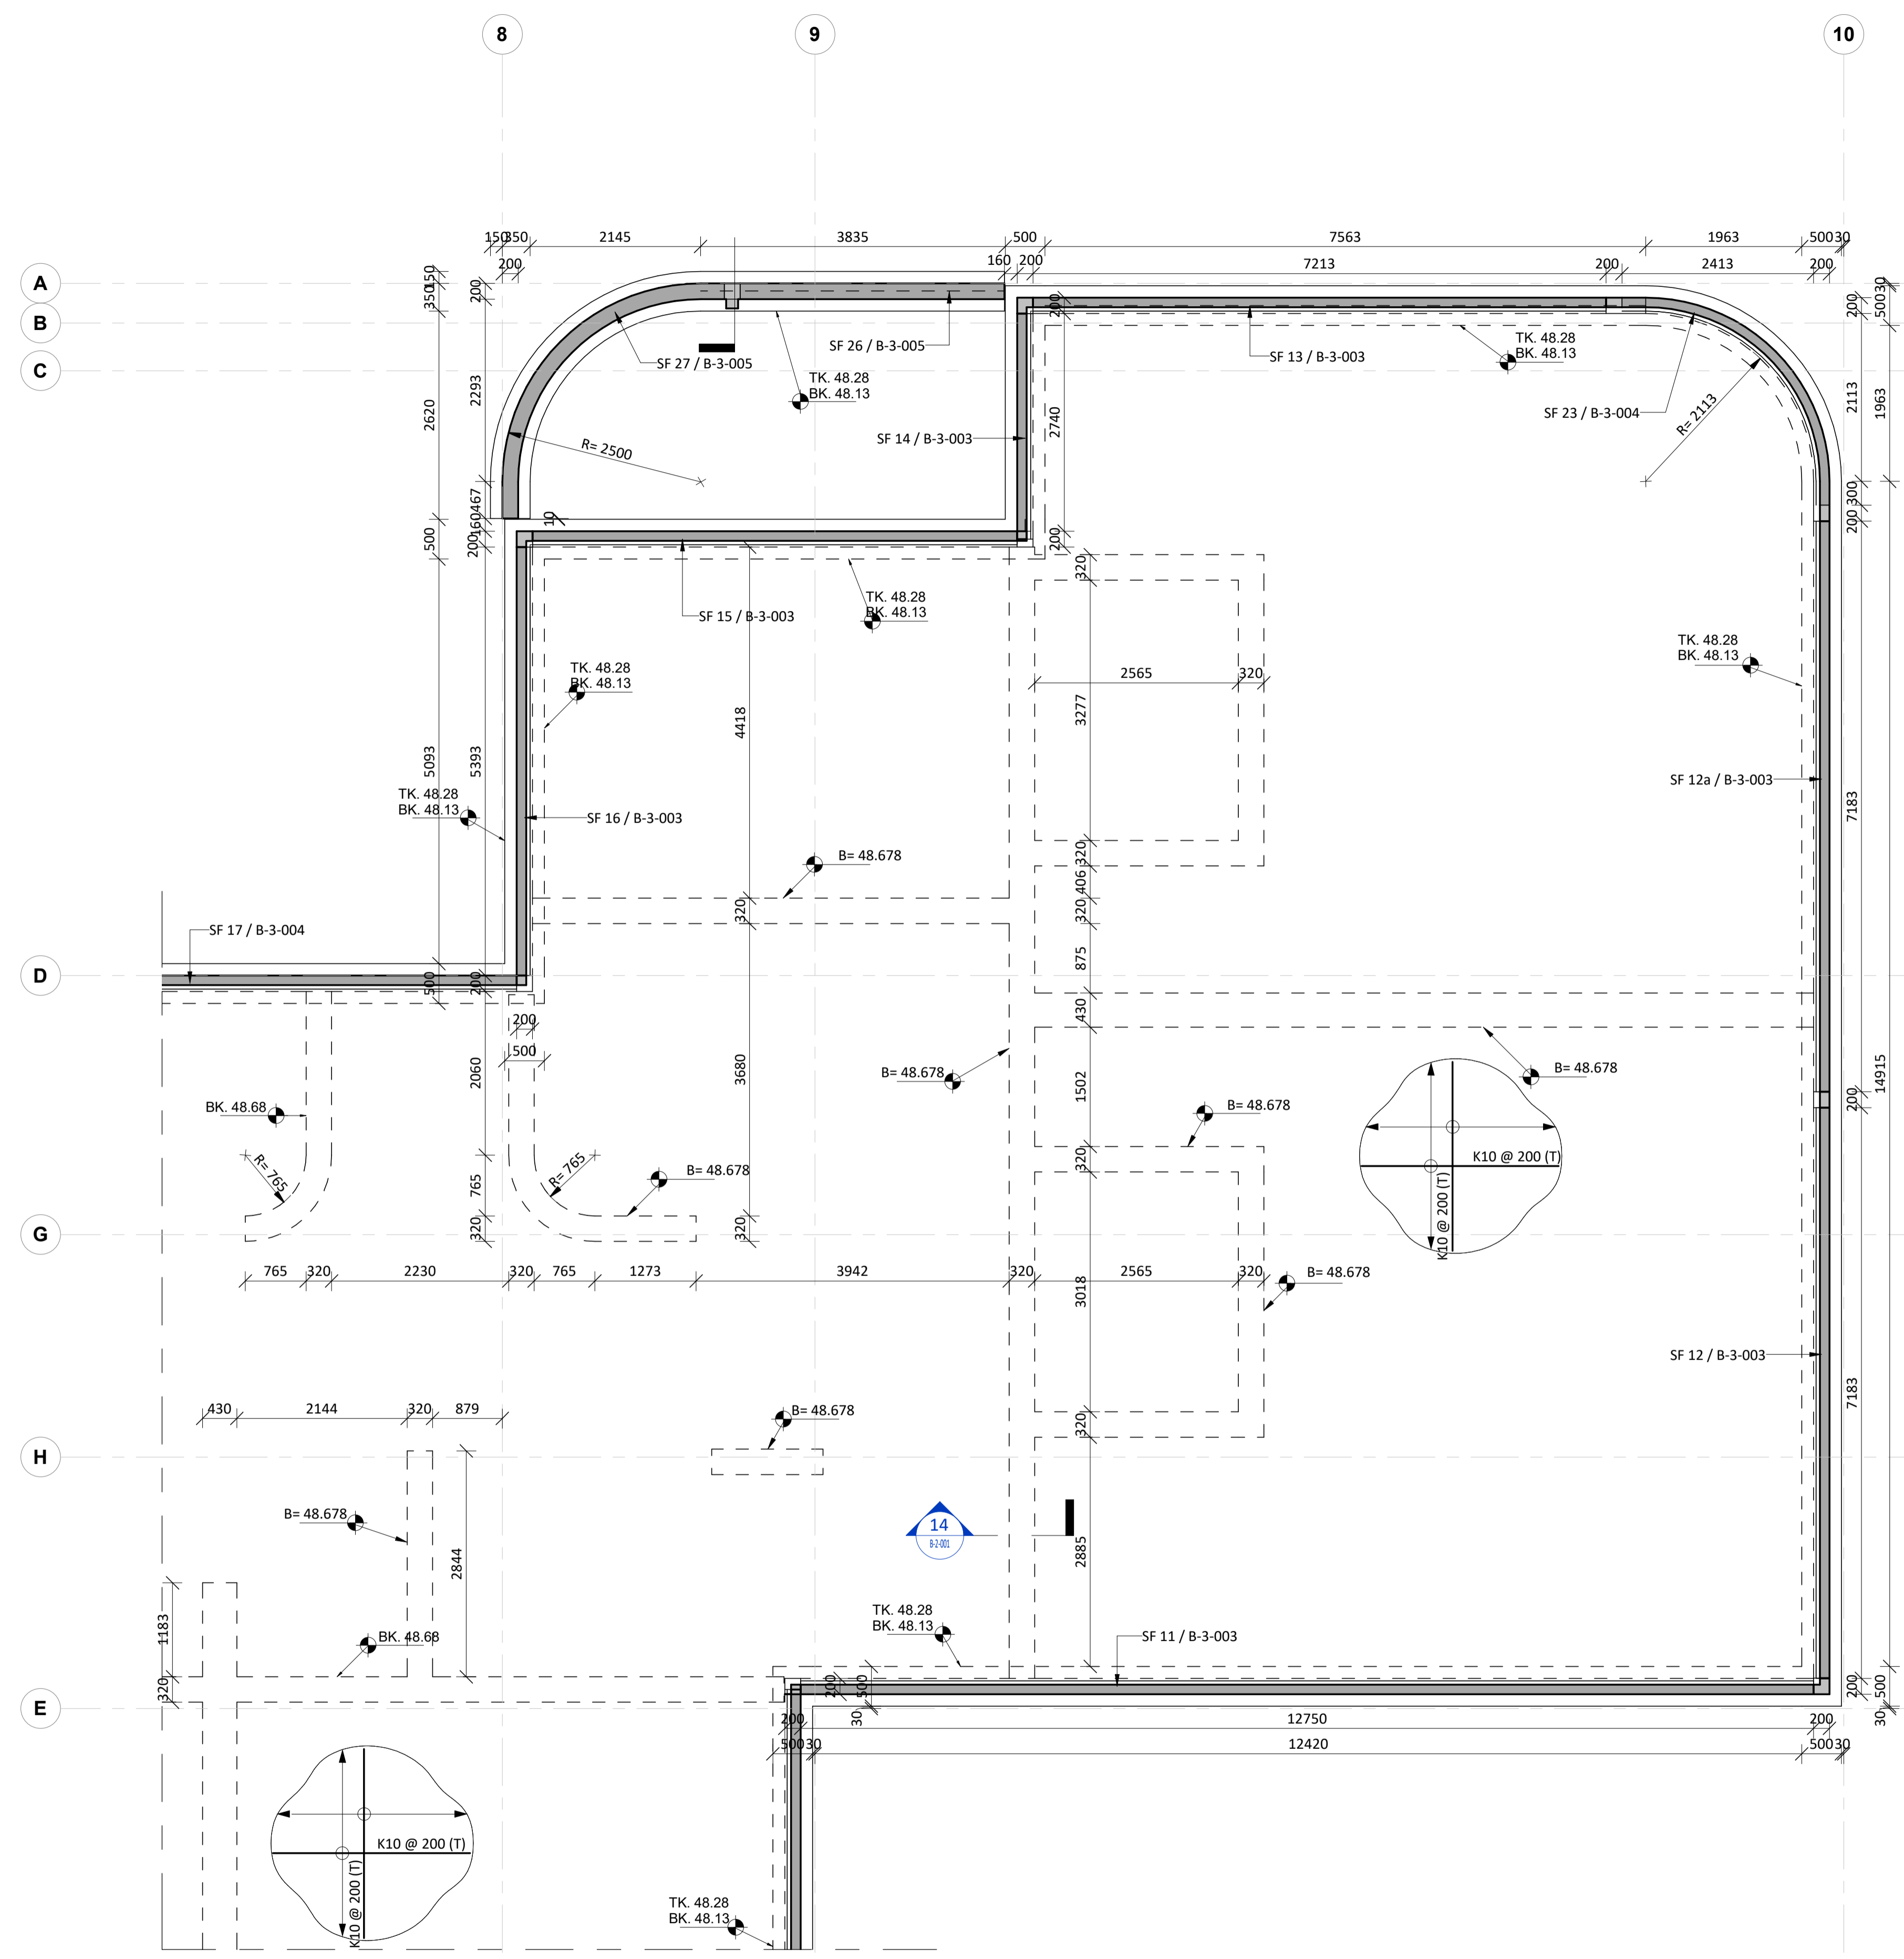 8
9
10
150
350
2145
3835
500
7563
1963
500
30
200
160
200
7213
200
2413
200
A
B
C
D
G
H
E
150
350
200
200
200
30
500
SF 27 / B-3-005
SF 26 / B-3-005
SF 13 / B-3-003
TK. 48.28
BK. 48.13
TK. 48.28
BK. 48.13
2620
2293
SF 14 / B-3-003
2740
SF 23 / B-3-004
R= 2113
2113
1963
R= 2500
467
160
10
500
200
200
300
200
320
TK. 48.28
BK. 48.13
SF 15 / B-3-003
TK. 48.28
BK. 48.13
TK. 48.28
BK. 48.13
2565
320
4418
3277
5093
5393
TK. 48.28
BK. 48.13
SF 16 / B-3-003
SF 12a / B-3-003
7183
B= 48.678
320
406
320
320
SF 17 / B-3-004
875
500
200
430
200
500
2060
3680
B= 48.678
1502
B= 48.678
B= 48.678
14915
200
BK. 48.68
K10 @ 200 (T)
K10 @ 200 (T)
R= 765
R= 765
765
B= 48.678
320
320
320
765
320
2230
320
765
1273
3942
320
2565
320
3018
B= 48.678
SF 12 / B-3-003
7183
430
2144
320
879
B= 48.678
320
B= 48.678
2844
14
B-2-001
2885
1183
320
BK. 48.68
TK. 48.28
BK. 48.13
SF 11 / B-3-003
200
500
30
200
500
30
200
12750
200
500
30
12420
500
30
K10 @ 200 (T)
K10 @ 200 (T)
TK. 48.28
BK. 48.13